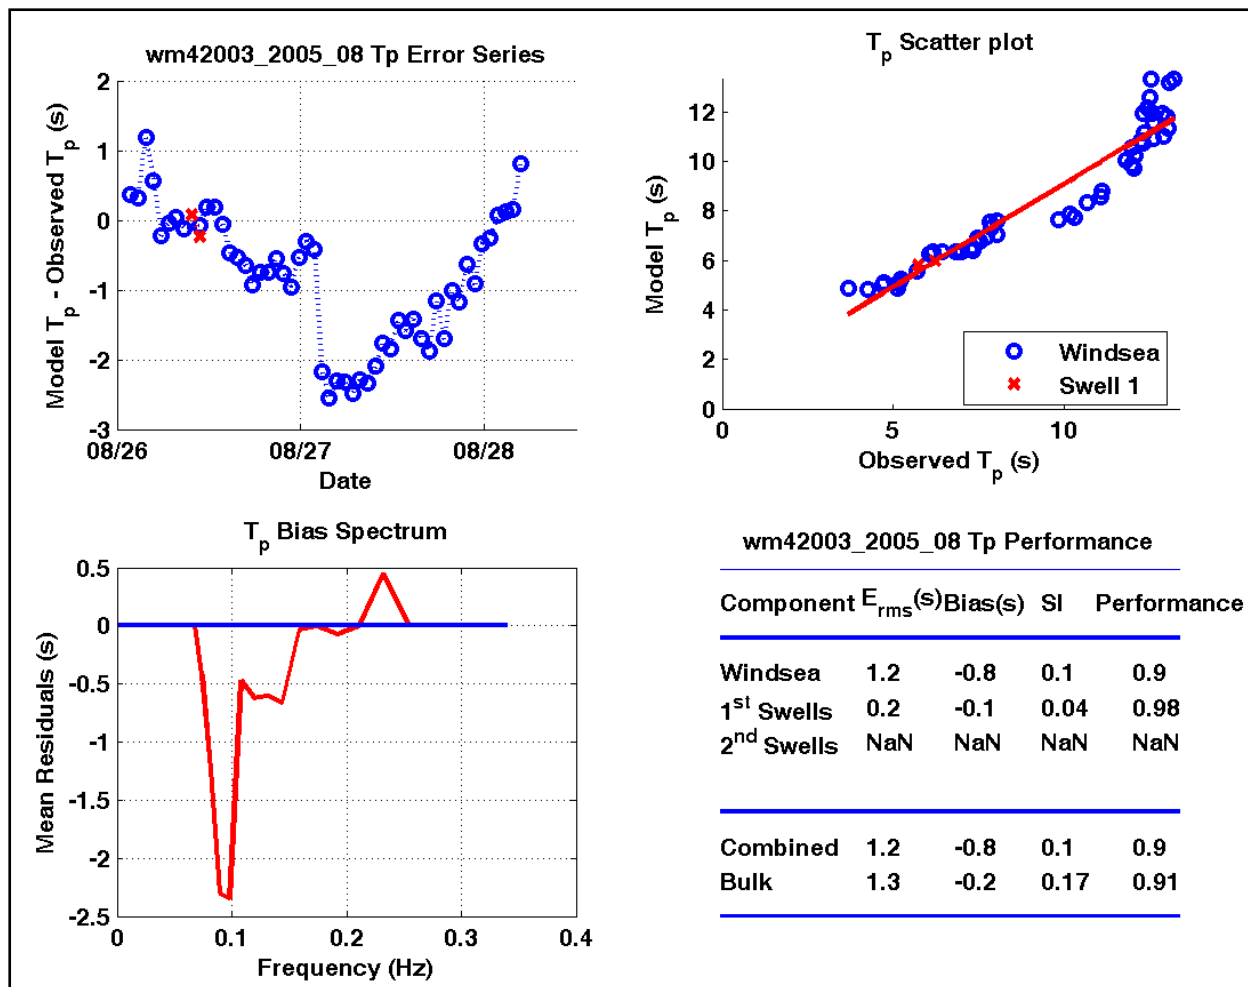 wm42003_2005_08 Tp Error Series
Model Tp - Observed Tp (s)
2
1
0
-1
-2
-3
08/26
08/27
08/28
Date
Tp Scatter plot
Model Tp (s)
12
10
8
6
4
2
0
0
5
10
Observed Tp (s)
Windsea
Swell 1
Tp Bias Spectrum
Mean Residuals (s)
0.5
0
-0.5
-1
-1.5
-2
-2.5
0
0.1
0.2
0.3
0.4
Frequency (Hz)
wm42003_2005_08 Tp Performance
Component Erms(s) Bias(s) SI Performance
Windsea 1.2 -0.8 0.1 0.9
1st Swells 0.2 -0.1 0.04 0.98
2nd Swells NaN NaN NaN NaN
Combined 1.2 -0.8 0.1 0.9
Bulk 1.3 -0.2 0.17 0.91